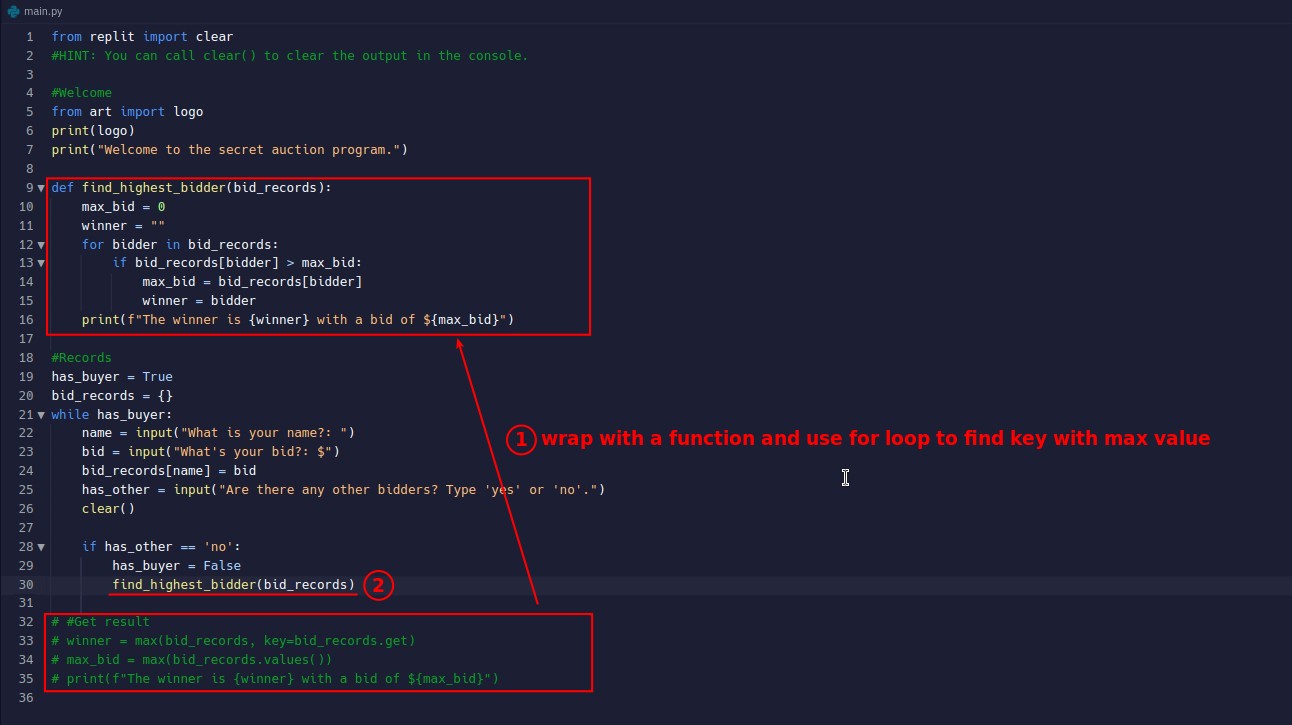 main.py
1 from replit import clear
2 #HINT: You can call clear() to clear the output in the console.
3
4 #Welcome
5 from art import logo
6 print(logo)
7 print("Welcome to the secret auction program.")
8
9 def find_highest_bidder(bid_records):
10     max_bid = 0
11     winner = ""
12     for bidder in bid_records:
13         if bid_records[bidder] > max_bid:
14             max_bid = bid_records[bidder]
15             winner = bidder
16     print(f"The winner is {winner} with a bid of ${max_bid}")
17
18 #Records
19 has_buyer = True
20 bid_records = {}
21 while has_buyer:
22     name = input("What is your name?: ")
① wrap with a function and use for loop to find key with max value
23     bid = input("What's your bid?: $")
24     bid_records[name] = bid
25     has_other = input("Are there any other bidders? Type 'yes' or 'no'.")
26     clear()
27
28     if has_other == 'no':
29         has_buyer = False
30         find_highest_bidder(bid_records) ②
31
32 # #Get result
33 # winner = max(bid_records, key=bid_records.get)
34 # max_bid = max(bid_records.values())
35 # print(f"The winner is {winner} with a bid of ${max_bid}")
36